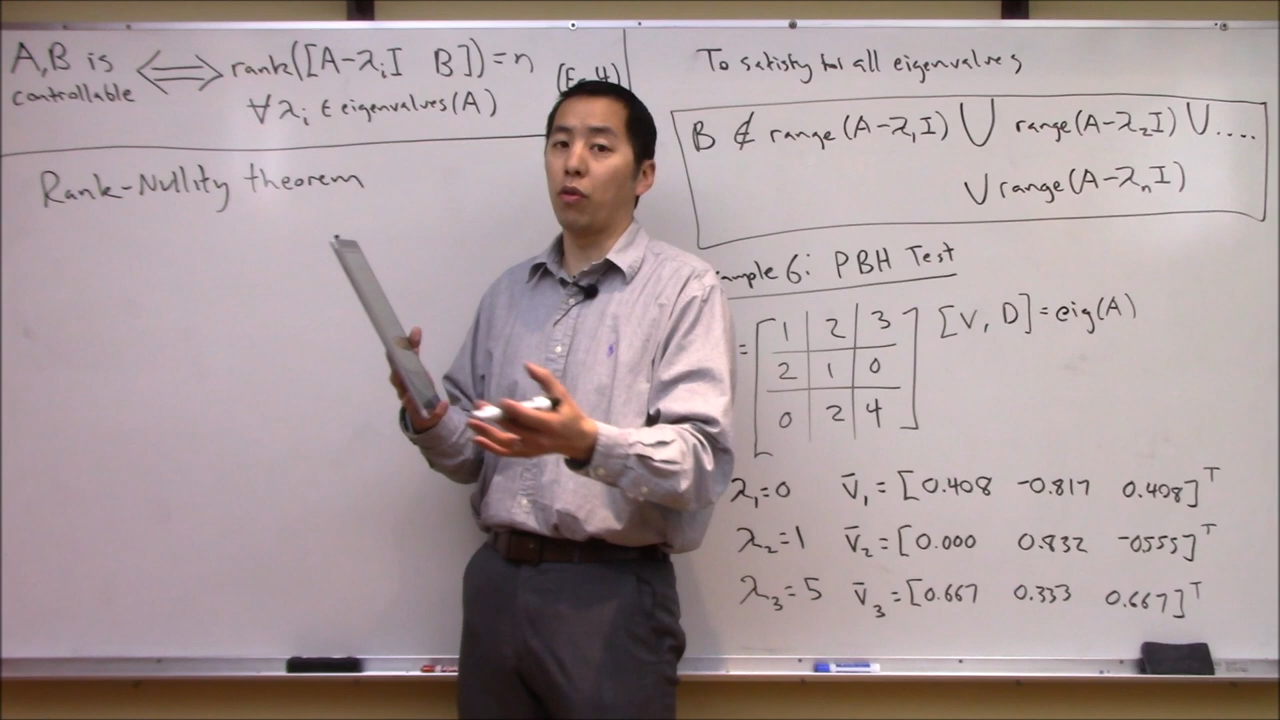 A,B is ⟺ rank([A-λᵢI B]) = n
controllable ∀ λᵢ ∈ eigenvalues(A)
Rank-Nullity theorem
To satisfy for all eigenvalues
B ∉ range(A-λ₁I) ∪ range(A-λ₂I) ∪ ....
∪ range(A-λₙI)
ample 6: PBH Test
= [V, D] = eig(A)
1 2 3
2 1 0
0 2 4
λ₁=0 v̄₁ = [0.408 -0.817 0.408]ᵀ
λ₂=1 v̄₂ = [0.000 0.832 -0.555]ᵀ
λ₃=5 v̄₃ = [0.667 0.333 0.667]ᵀ